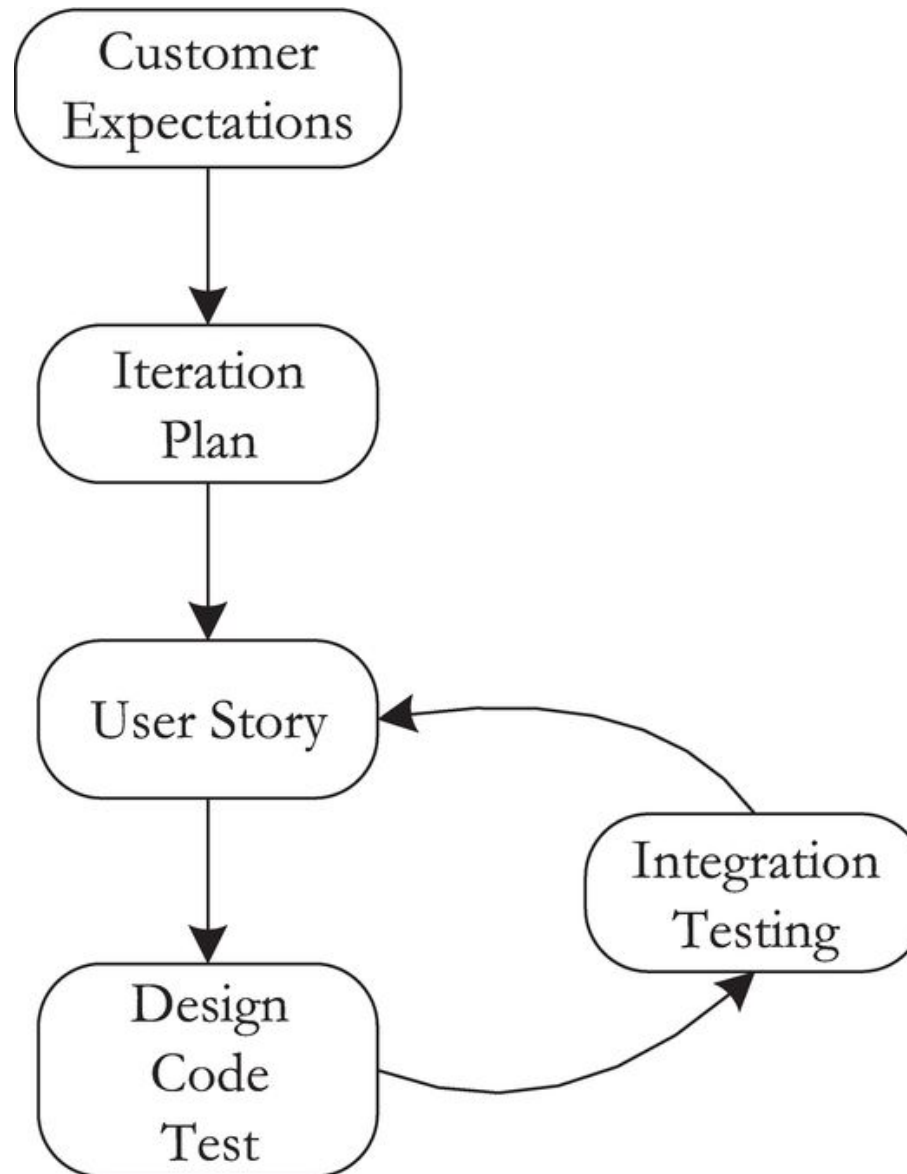 Customer
Expectations
Iteration
Plan
User Story
Integration
Testing
Design
Code
Test